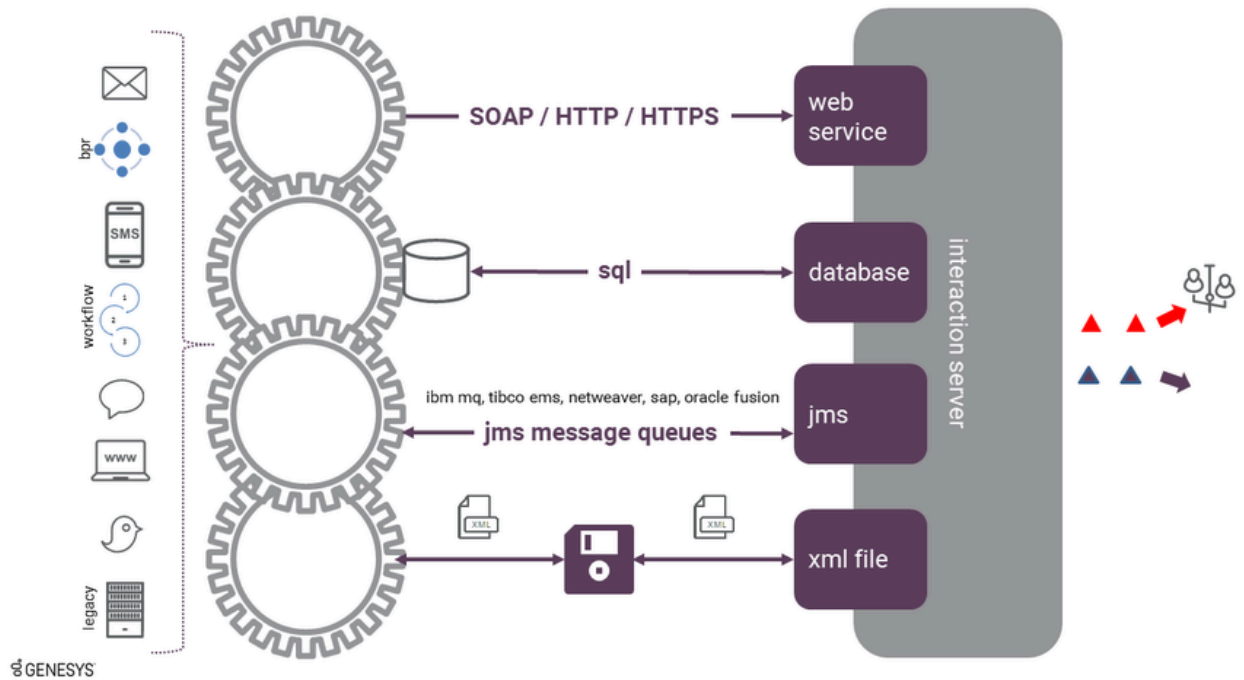 bpr
SMS
workflow
1
2
3
www
legacy
GENESYS
SOAP / HTTP / HTTPS
sql
ibm mq, tibco ems, netweaver, sap, oracle fusion
jms message queues
XML
XML
web
service
database
jms
xml file
interaction server